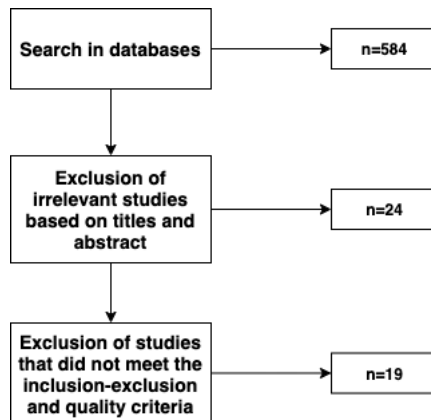 Search in databases
n=584
Exclusion of
irrelevant studies
based on titles and
abstract
n=24
Exclusion of studies
that did not meet the
inclusion-exclusion
and quality criteria
n=19